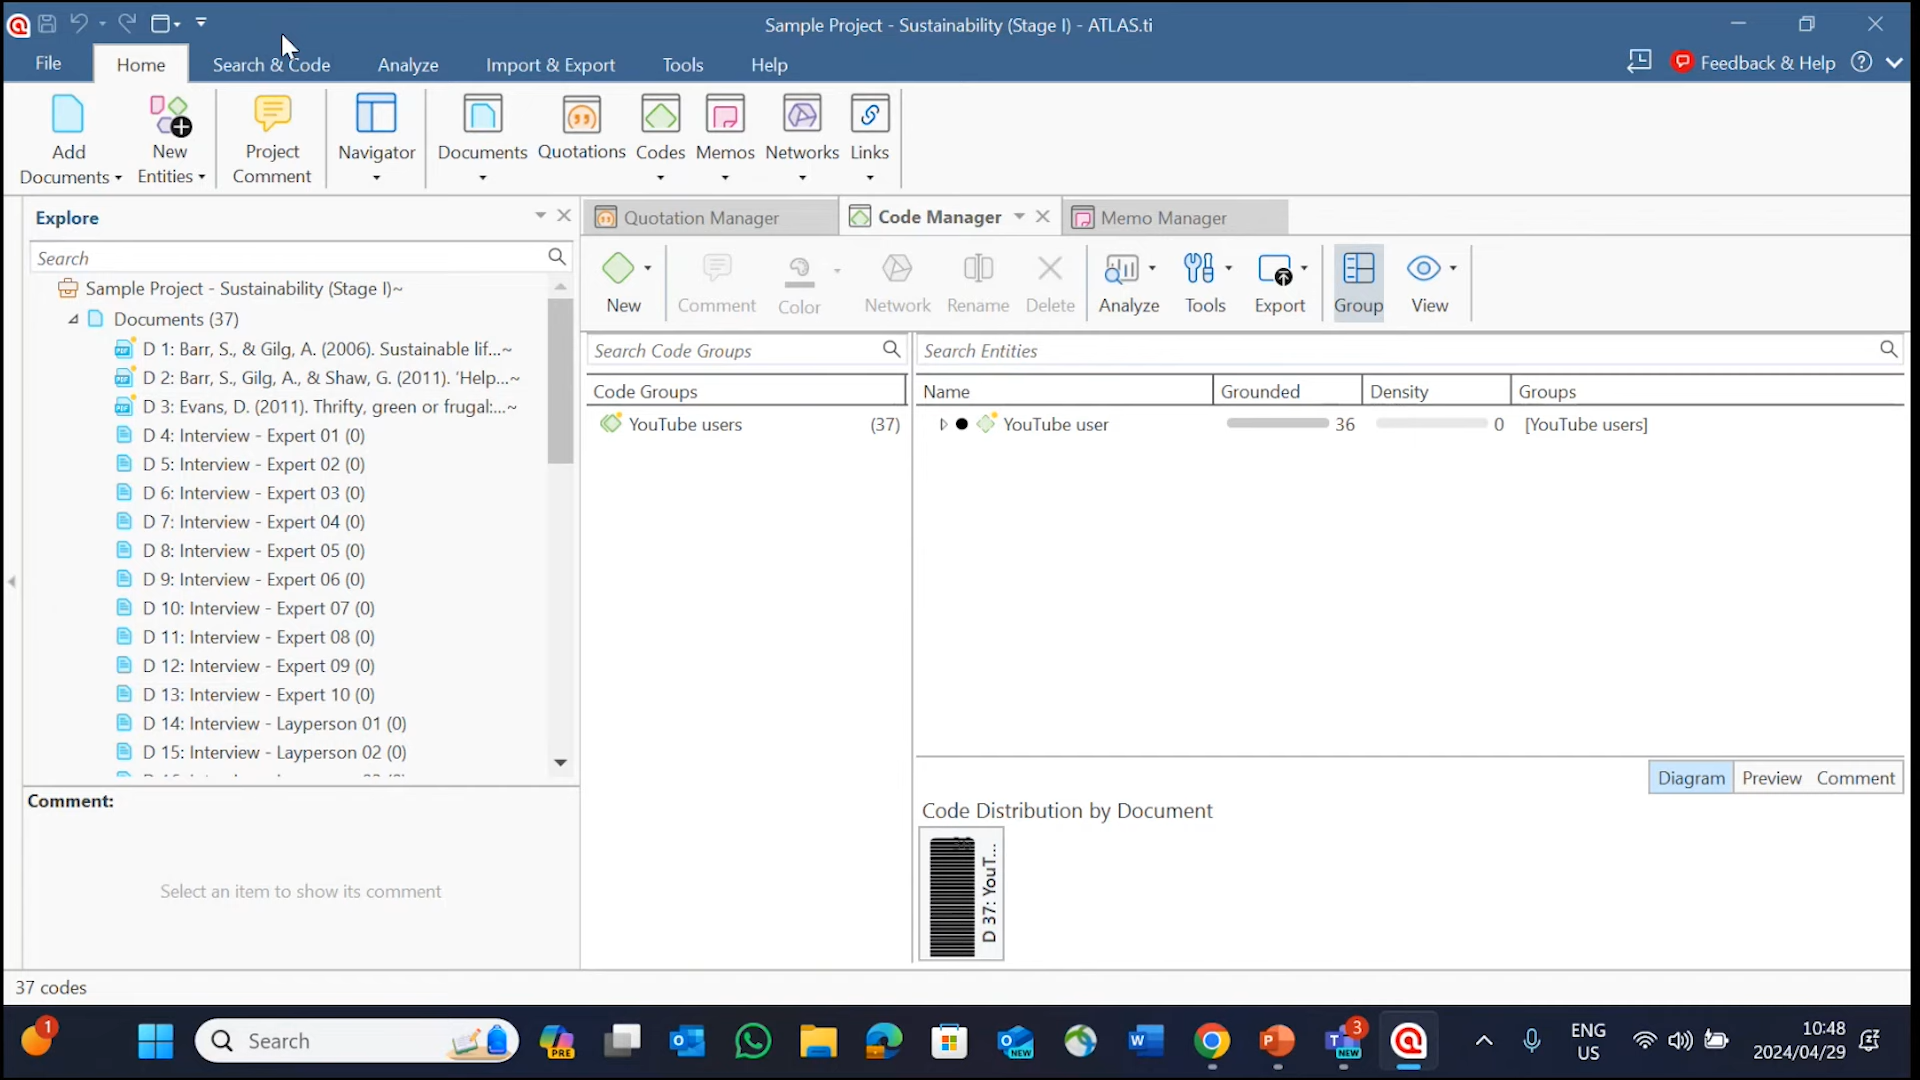 Sample Project - Sustainability (Stage I) - ATLAS.ti
File
Home
Search & Code
Analyze
Import & Export
Tools
Help
Feedback & Help
Add
Documents
New
Entities
Project
Comment
Navigator
Documents
Quotations
Codes
Memos
Networks
Links
Explore
Search
Sample Project - Sustainability (Stage I)~
Documents (37)
D 1: Barr, S., & Gilg, A. (2006). Sustainable lif...~
D 2: Barr, S., Gilg, A., & Shaw, G. (2011). ‘Help...~
D 3: Evans, D. (2011). Thrifty, green or frugal:...~
D 4: Interview - Expert 01 (0)
D 5: Interview - Expert 02 (0)
D 6: Interview - Expert 03 (0)
D 7: Interview - Expert 04 (0)
D 8: Interview - Expert 05 (0)
D 9: Interview - Expert 06 (0)
D 10: Interview - Expert 07 (0)
D 11: Interview - Expert 08 (0)
D 12: Interview - Expert 09 (0)
D 13: Interview - Expert 10 (0)
D 14: Interview - Layperson 01 (0)
D 15: Interview - Layperson 02 (0)
Comment:
Select an item to show its comment
Quotation Manager
Code Manager
Memo Manager
New
Comment
Color
Network
Rename
Delete
Analyze
Tools
Export
Group
View
Search Code Groups
Search Entities
Code Groups
Name
Grounded
Density
Groups
YouTube users (37)
YouTube user 36 0 [YouTube users]
Diagram
Preview
Comment
Code Distribution by Document
D 37: YouT...
37 codes
1
Search
PRE
NEW
3
NEW
ENG
US
10:48
2024/04/29